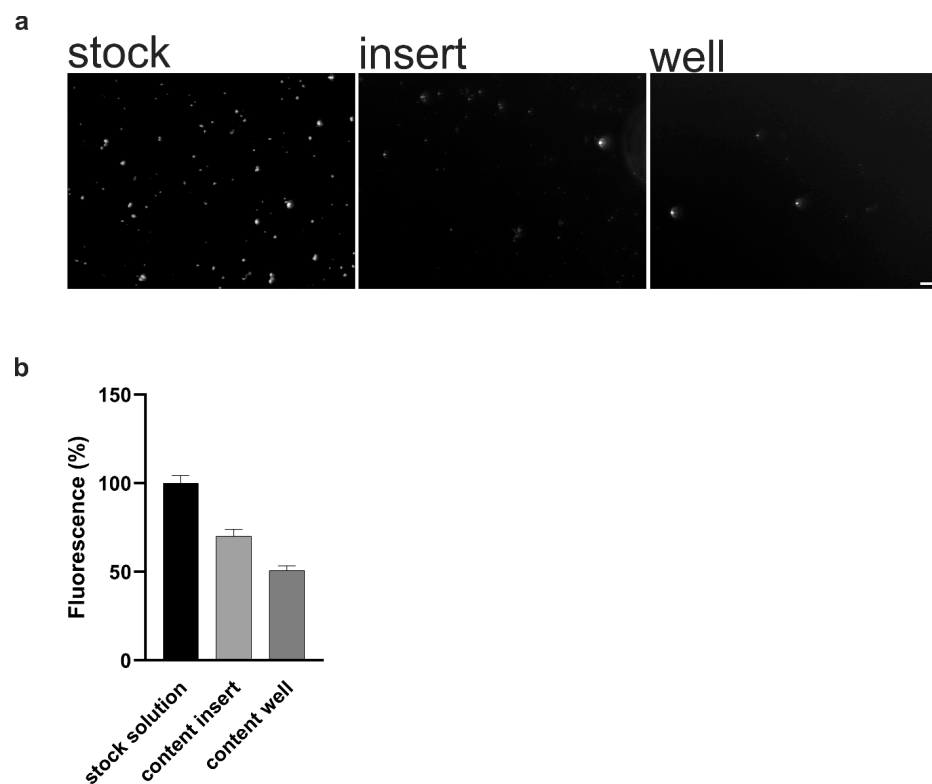 a
stock insert well
b
150
100
50
0
Fluorescence (%)
stock solution
content insert
content well